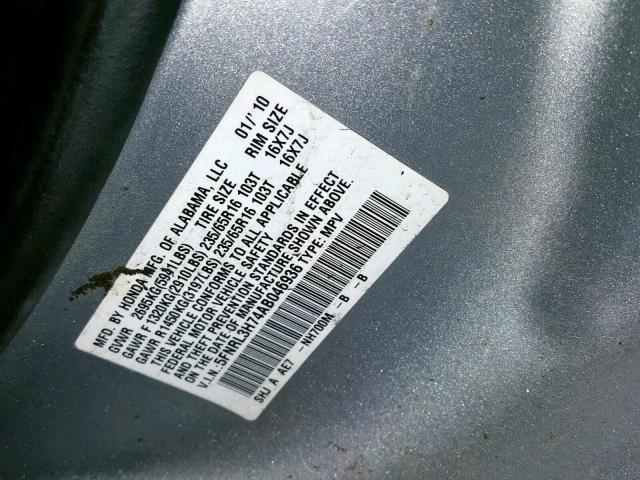 MFD. BY HONDA MFG. OF ALABAMA, LLC 01/' 10
GVWR 2695KG(5941LBS) TIRE SIZE RIM SIZE
GAWR F 1320KG(2910LBS) 235/65R16 103T 16X7J
GAWR R1450KG(3197LBS) 235/65R16 103T 16X7J
THIS VEHICLE CONFORMS TO ALL APPLICABLE
FEDERAL MOTOR VEHICLE SAFETY
AND THEFT PREVENTION STANDARDS IN EFFECT
ON THE DATE OF MANUFACTURE SHOWN ABOVE.
V.I.N.:5FNRL3H74AB046936 TYPE: MPV
SHJ A AE7 -NH700M -B -B